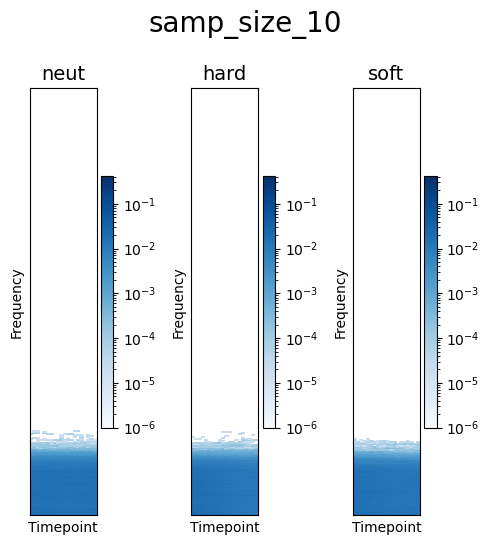 samp_size_10
neut
hard
soft
Frequency
10⁻¹
10⁻²
10⁻³
10⁻⁴
10⁻⁵
10⁻⁶
Timepoint
Frequency
10⁻¹
10⁻²
10⁻³
10⁻⁴
10⁻⁵
10⁻⁶
Timepoint
Frequency
10⁻¹
10⁻²
10⁻³
10⁻⁴
10⁻⁵
10⁻⁶
Timepoint